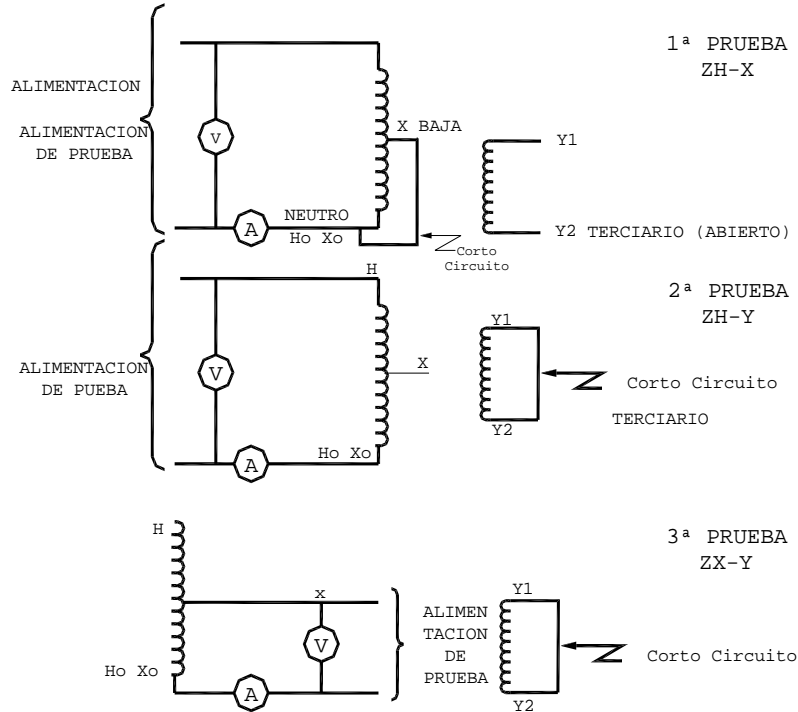 1ª PRUEBA
ZH-X
ALIMENTACION
ALIMENTACION
DE PRUEBA
V
X BAJA
Y1
NEUTRO
A
Ho Xo
Corto
Circuito
Y2 TERCIARIO (ABIERTO)
2ª PRUEBA
ZH-Y
H
Y1
ALIMENTACION
DE PUEBA
V
X
Corto Circuito
TERCIARIO
Y2
Ho Xo
A
3ª PRUEBA
ZX-Y
H
x
Y1
ALIMEN
TACION
DE
PRUEBA
V
Corto Circuito
Ho Xo
A
Y2